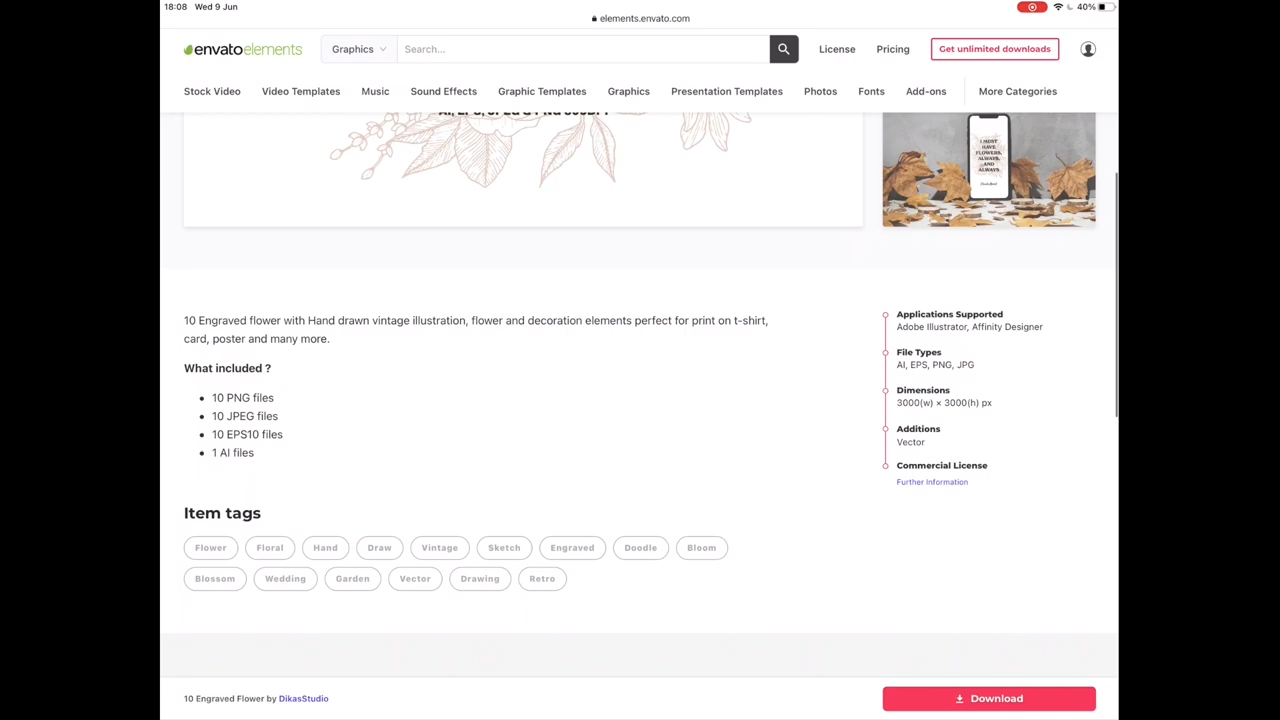 18:08 Wed 9 Jun
40%
elements.envato.com
envatoelements
Graphics
Search...
License
Pricing
Get unlimited downloads
Stock Video
Video Templates
Music
Sound Effects
Graphic Templates
Graphics
Presentation Templates
Photos
Fonts
Add-ons
More Categories
I MUST
HAVE
FLOWERS,
ALWAYS,
AND
ALWAYS
10 Engraved flower with Hand drawn vintage illustration, flower and decoration elements perfect for print on t-shirt,
card, poster and many more.
What included ?
10 PNG files
10 JPEG files
10 EPS10 files
1 AI files
Applications Supported
Adobe Illustrator, Affinity Designer
File Types
AI, EPS, PNG, JPG
Dimensions
3000(w) × 3000(h) px
Additions
Vector
Commercial License
Further Information
Item tags
Flower
Floral
Hand
Draw
Vintage
Sketch
Engraved
Doodle
Bloom
Blossom
Wedding
Garden
Vector
Drawing
Retro
10 Engraved Flower by DikasStudio
Download